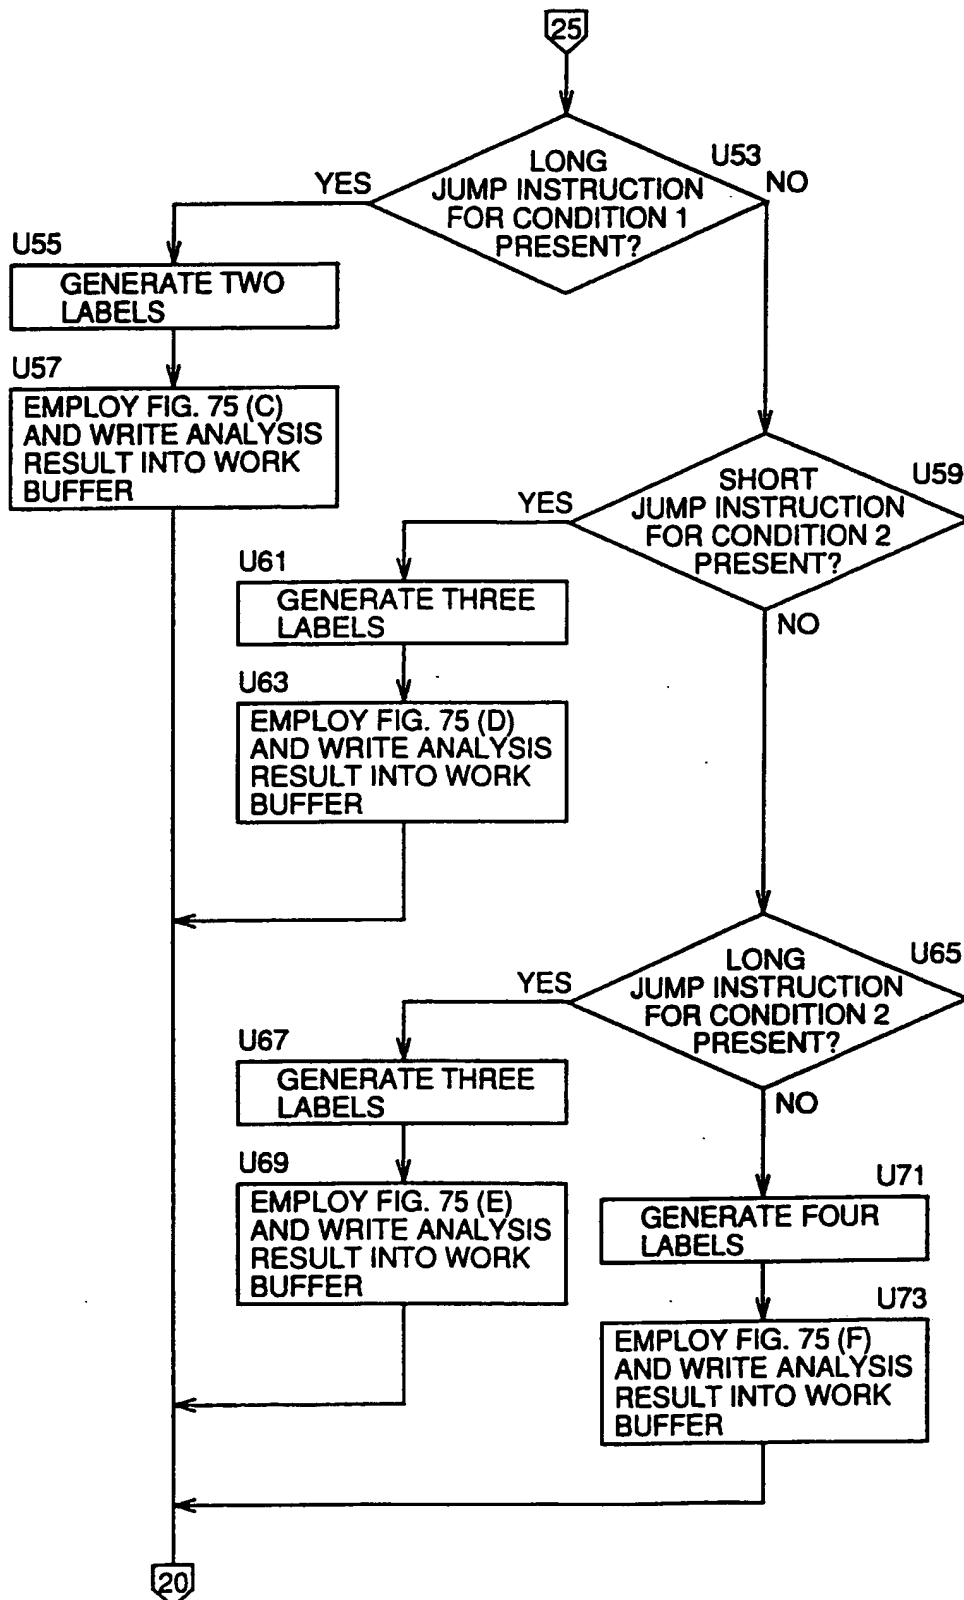 25
LONG
JUMP INSTRUCTION
FOR CONDITION 1
PRESENT?
U53
YES
NO
U55
GENERATE TWO
LABELS
U57
EMPLOY FIG. 75 (C)
AND WRITE ANALYSIS
RESULT INTO WORK
BUFFER
SHORT
JUMP INSTRUCTION
FOR CONDITION 2
PRESENT?
U59
YES
NO
U61
GENERATE THREE
LABELS
U63
EMPLOY FIG. 75 (D)
AND WRITE ANALYSIS
RESULT INTO WORK
BUFFER
LONG
JUMP INSTRUCTION
FOR CONDITION 2
PRESENT?
U65
YES
NO
U67
GENERATE THREE
LABELS
U69
EMPLOY FIG. 75 (E)
AND WRITE ANALYSIS
RESULT INTO WORK
BUFFER
U71
GENERATE FOUR
LABELS
U73
EMPLOY FIG. 75 (F)
AND WRITE ANALYSIS
RESULT INTO WORK
BUFFER
20